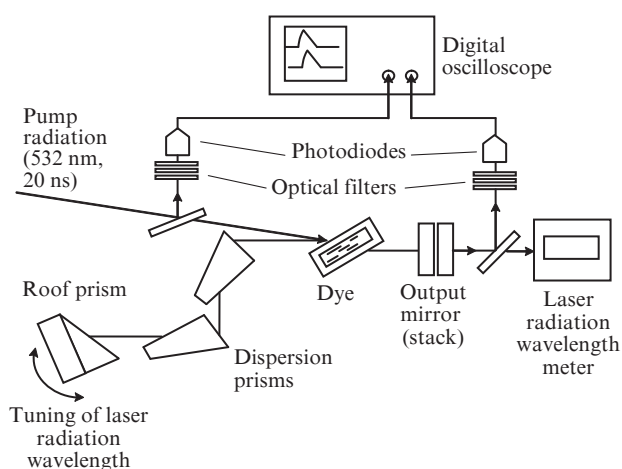 Digital
oscilloscope
Pump
radiation
(532 nm,
20 ns)
Photodiodes
Optical filters
Roof prism
Dye
Output
mirror
(stack)
Laser
radiation
wavelength
meter
Dispersion
prisms
Tuning of laser
radiation
wavelength